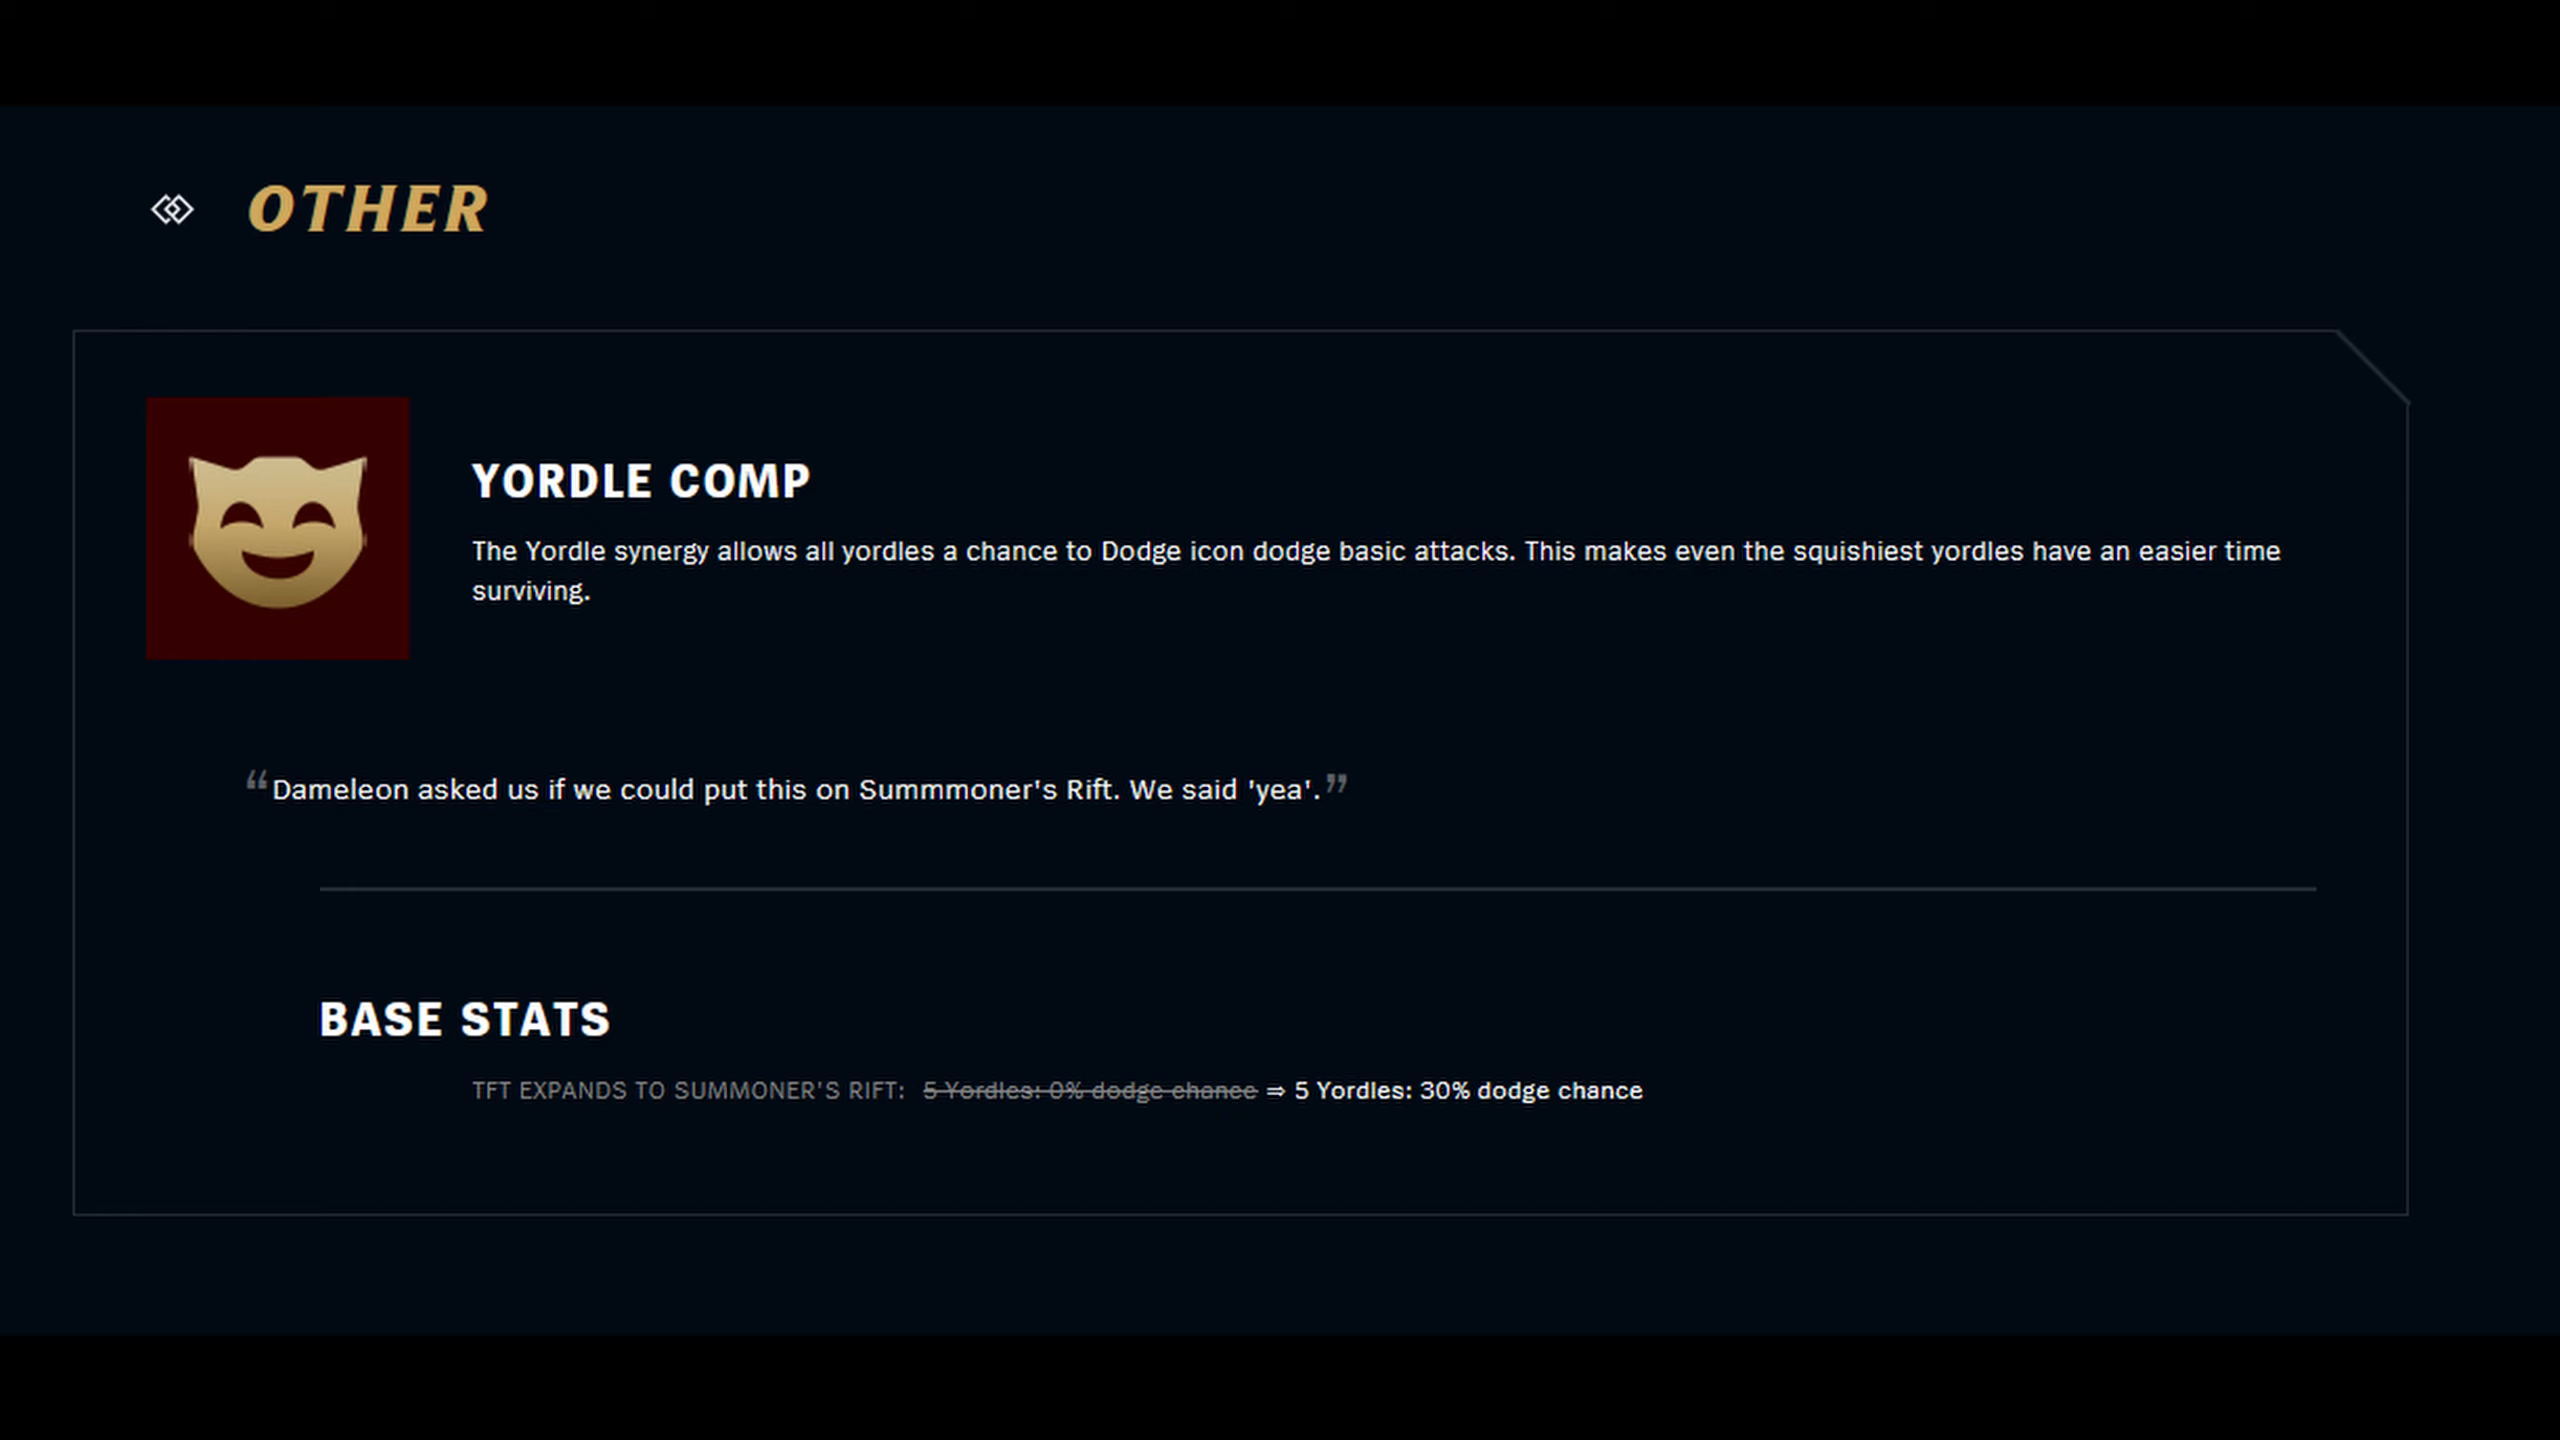 OTHER
YORDLE COMP
The Yordle synergy allows all yordles a chance to Dodge icon dodge basic attacks. This makes even the squishiest yordles have an easier time
surviving.
“Dameleon asked us if we could put this on Summmoner's Rift. We said 'yea'.”
BASE STATS
TFT EXPANDS TO SUMMONER'S RIFT: 5 Yordles: 0% dodge chance ⇒ 5 Yordles: 30% dodge chance